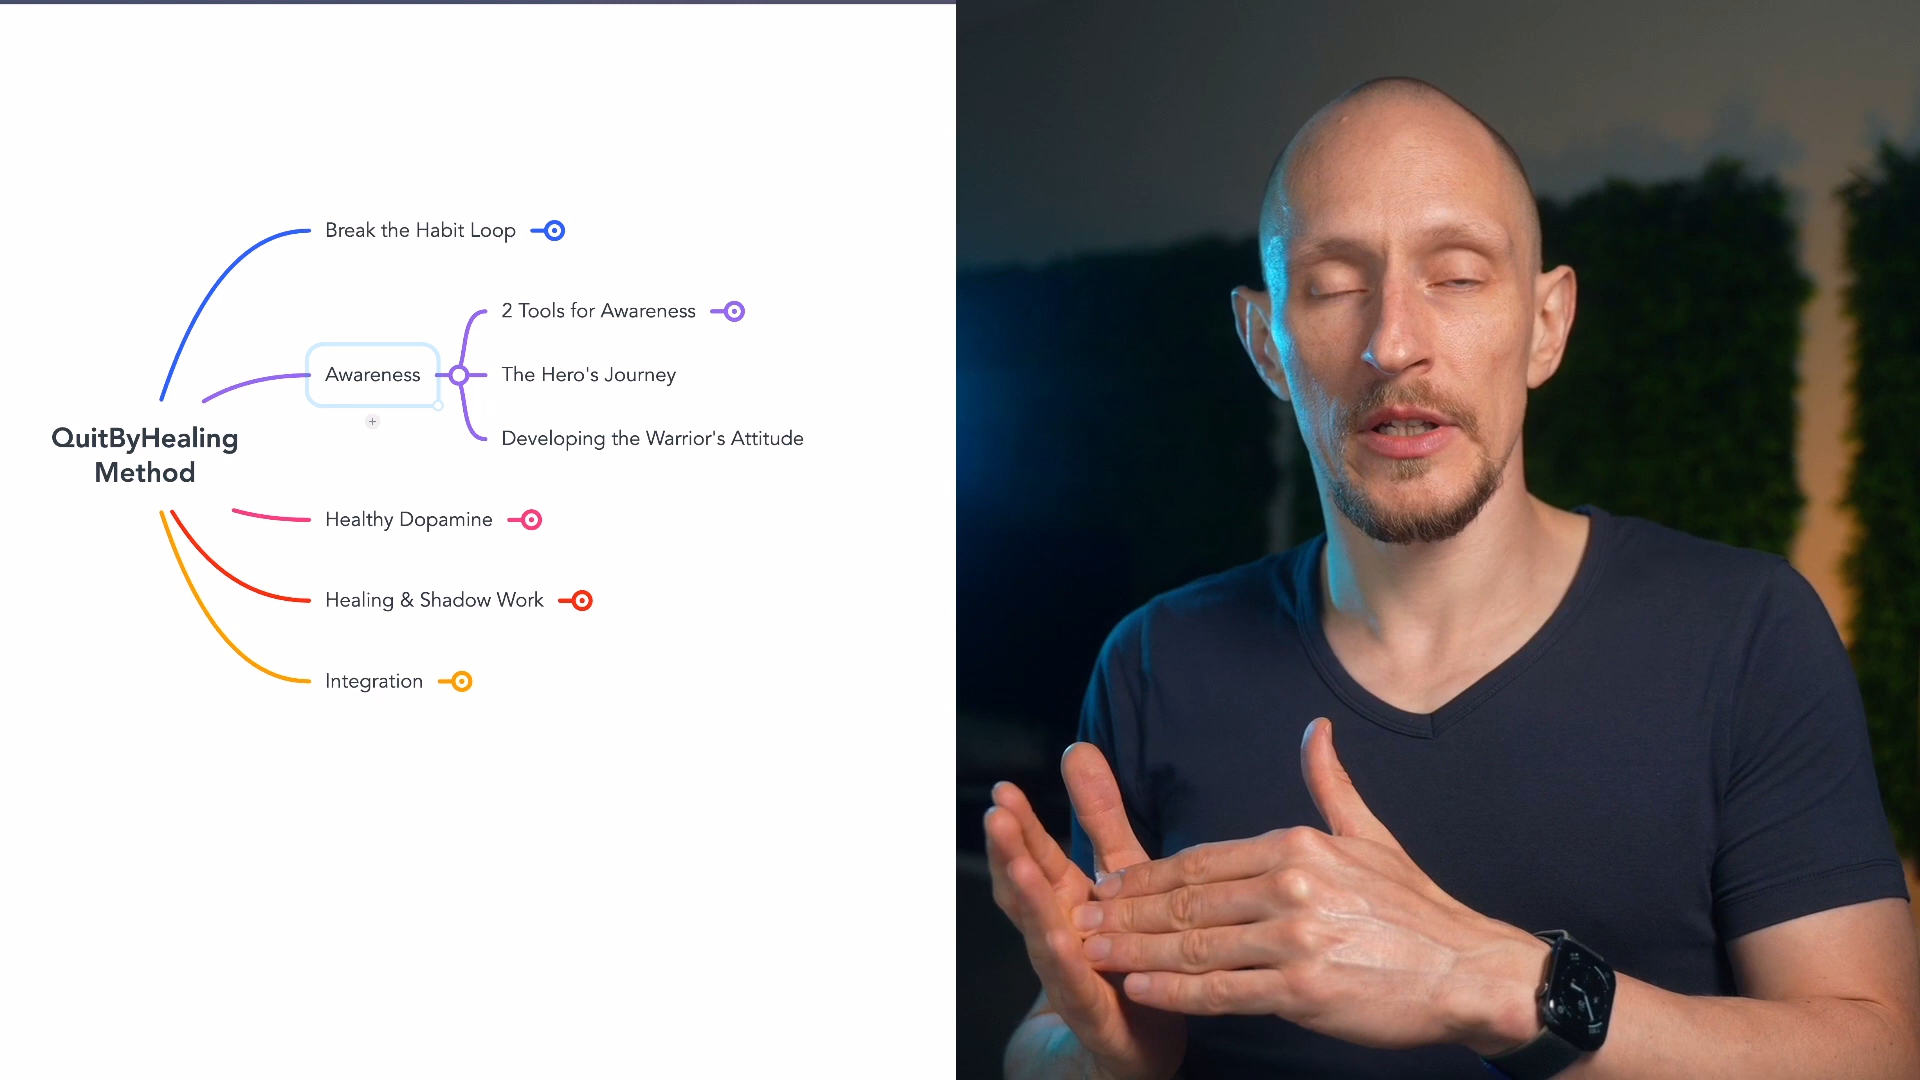 Break the Habit Loop
2 Tools for Awareness
Awareness
The Hero's Journey
Developing the Warrior's Attitude
QuitByHealing
Method
Healthy Dopamine
Healing & Shadow Work
Integration